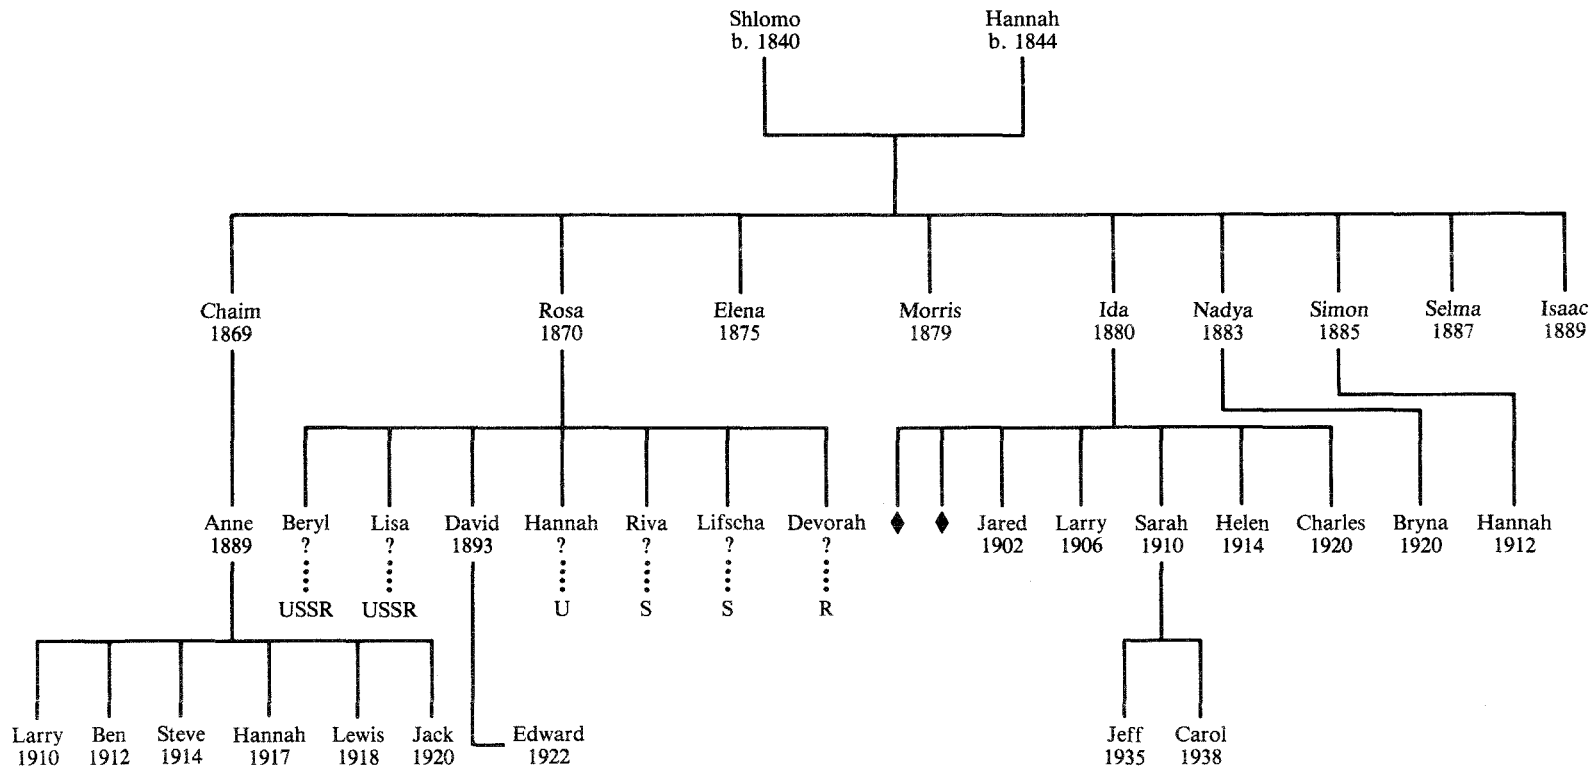 Shlomo
b. 1840
Hannah
b. 1844
Chaim
1869
Rosa
1870
Elena
1875
Morris
1879
Ida
1880
Nadya
1883
Simon
1885
Selma
1887
Isaac
1889
Anne
1889
Beryl
?
USSR
Lisa
?
USSR
David
1893
Hannah
?
U
Riva
?
S
Lifscha
?
S
Devorah
?
R
Jared
1902
Larry
1906
Sarah
1910
Helen
1914
Charles
1920
Bryna
1920
Hannah
1912
Larry
1910
Ben
1912
Steve
1914
Hannah
1917
Lewis
1918
Jack
1920
Edward
1922
Jeff
1935
Carol
1938